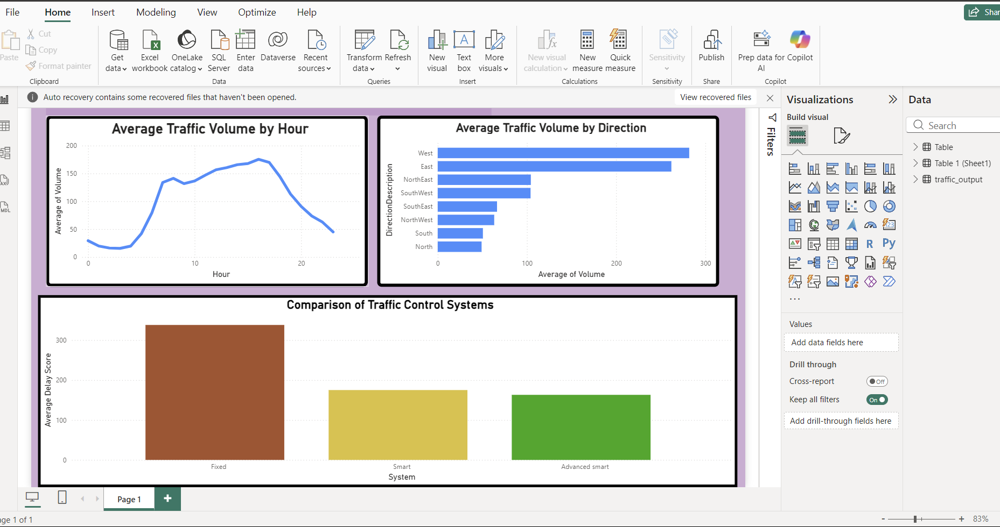 File Home Insert Modeling View Optimize Help
Shar
Paste
Cut
Copy
Format painter
Clipboard
Get data
Excel workbook
OneLake catalog
SQL Server
Enter data
Dataverse
Recent sources
Data
Transform data
Refresh
Queries
New visual
Text box
More visuals
Insert
New visual calculation
New measure
Quick measure
Calculations
Sensitivity
Sensitivity
Publish
Share
Prep data for AI
Copilot
Copilot
Auto recovery contains some recovered files that haven't been opened.
View recovered files
Average Traffic Volume by Hour
Average of Volume
200
150
100
50
0
0 10 20
Hour
Average Traffic Volume by Direction
DirectionDescription
West
East
NorthEast
SouthWest
SouthEast
NorthWest
South
North
0 100 200 300
Average of Volume
Comparison of Traffic Control Systems
Average Delay Score
300
200
100
0
Fixed Smart Advanced smart
System
Filters
Visualizations
Build visual
123
R Py
...
Values
Add data fields here
Drill through
Cross-report
Off
Keep all filters
On
Add drill-through fields here
Data
Search
Table
Table 1 (Sheet1)
traffic_output
Page 1
age 1 of 1
- + 83%